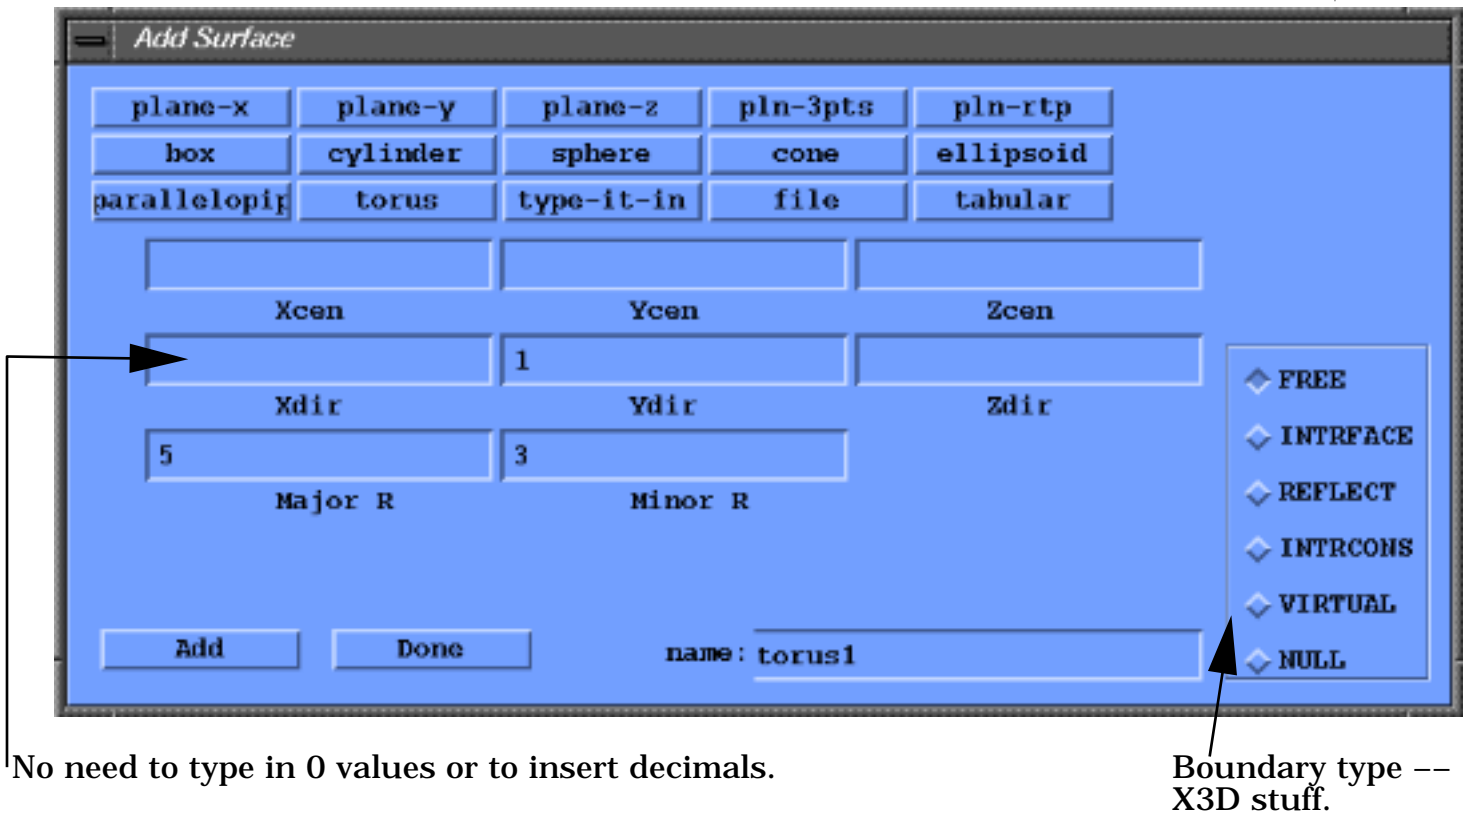 Add Surface
plane-x plane-y plane-z pln-3pts pln-rtp
box cylinder sphere cone ellipsoid
parallelopip torus type-it-in file tabular
Xcen Ycen Zcen
1
Xdir Ydir Zdir
5 3
Major R Minor R
FREE
INTRFACE
REFLECT
INTRCONS
VIRTUAL
NULL
Add Done name: torus1
No need to type in 0 values or to insert decimals.
Boundary type --
X3D stuff.